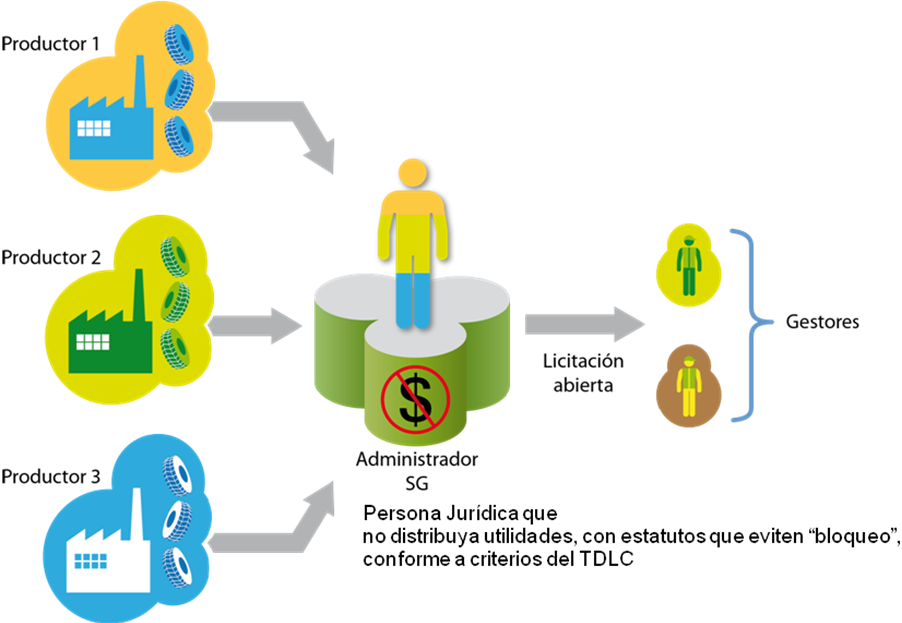 Productor 1
Productor 2
Productor 3
$
Administrador
SG
Persona Jurídica que
no distribuya utilidades, con estatutos que eviten “bloqueo”,
conforme a criterios del TDLC
Licitación
abierta
Gestores